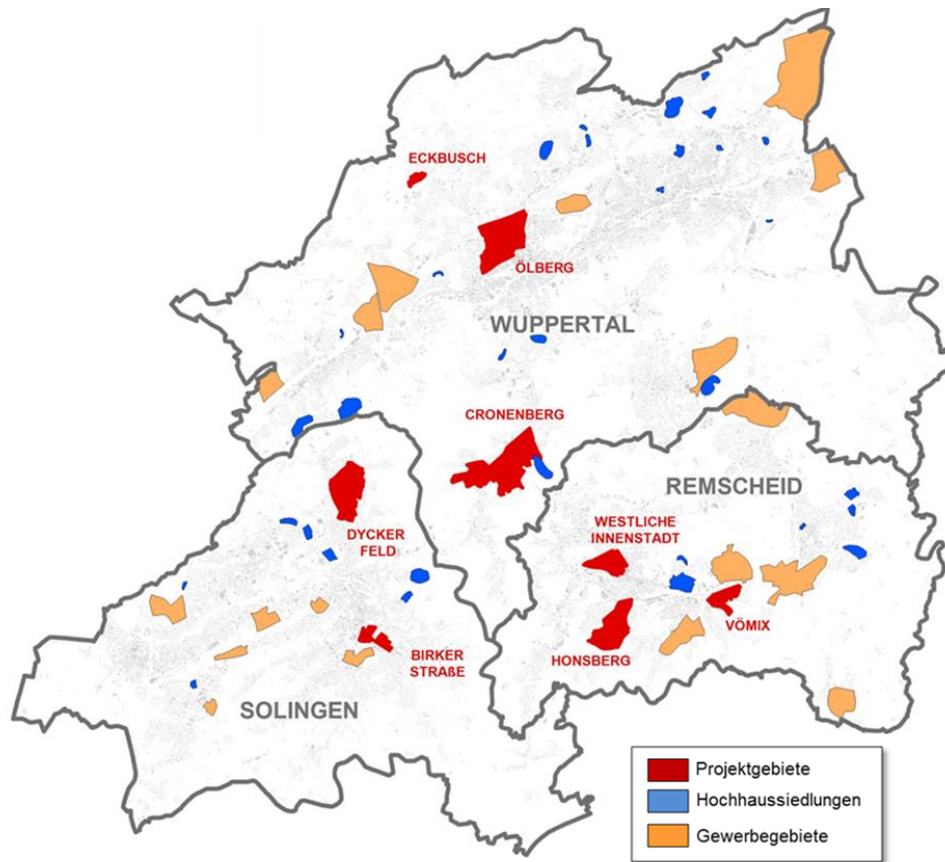 ECKBUSCH
ÖLBERG
WUPPERTAL
CRONENBERG
REMSCHEID
WESTLICHE
INNENSTADT
DYCKER
FELD
VÖMIX
HONSBERG
BIRKER
STRAßE
SOLINGEN
Projektgebiete
Hochhaussiedlungen
Gewerbegebiete